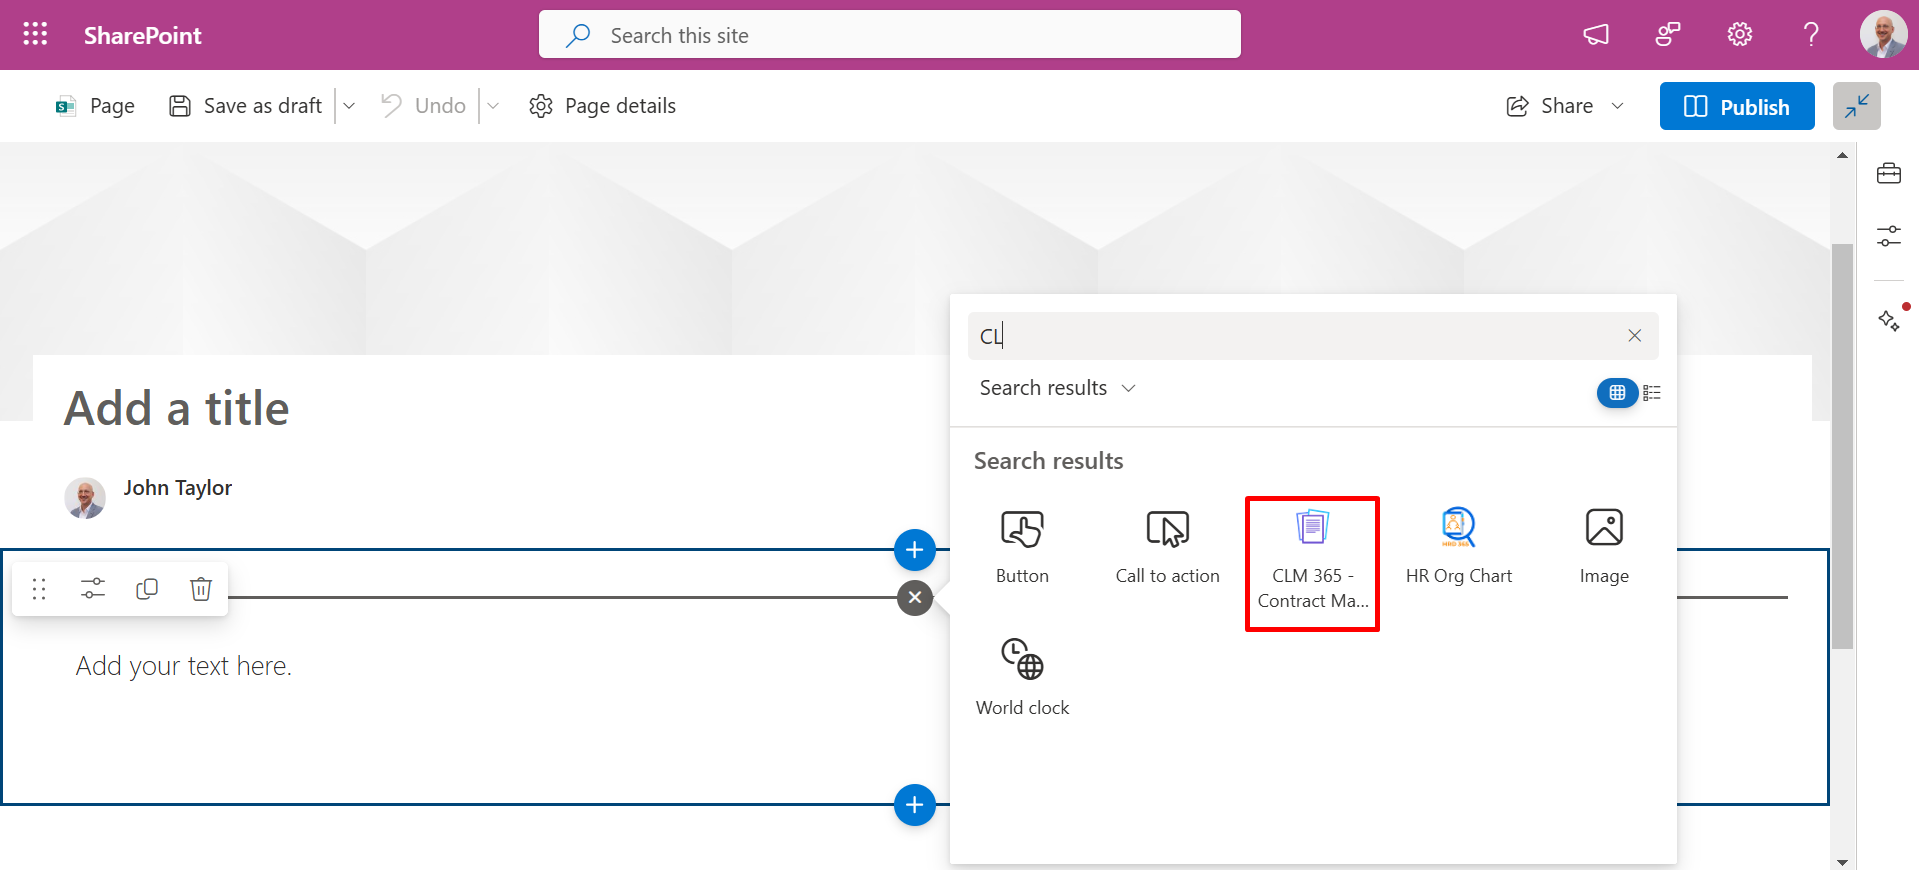 SharePoint
Search this site
Page
Save as draft
Undo
Page details
Share
Publish
Add a title
John Taylor
Add your text here.
CL
Search results
Search results
Button
Call to action
CLM 365 -
Contract Ma...
HR Org Chart
Image
World clock